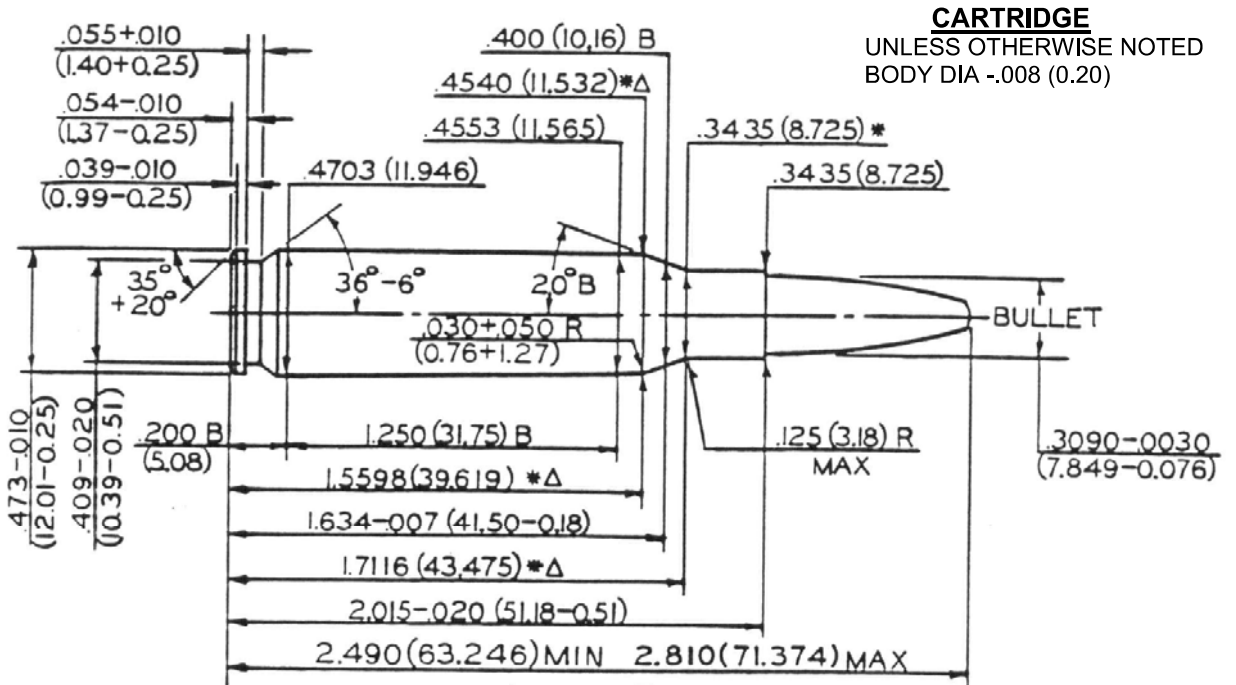 CARTRIDGE
UNLESS OTHERWISE NOTED
BODY DIA -.008 (0.20)
.055+.010
(1.40+0.25)
.400 (10,16) B
.4540 (11.532)*Δ
.054-.010
(1.37-0.25)
.4553 (11.565)
.3435 (8.725)*
.039-.010
(0.99-0.25)
.4703 (11.946)
.3435 (8.725)
35°
+20°
36°-6°
20°B
.030+.050 R
(0.76+1.27)
BULLET
.473-.010
(12.01-0.25)
.409-.020
(10.39-0.51)
.200 B
(5.08)
1.250 (31.75) B
.125 (3.18) R
MAX
.3090-.0030
(7.849-0.076)
1.5598(39.619) *Δ
1.634-.007 (41.50-0.18)
1.7116 (43,475)*Δ
2.015-.020 (51.18-0.51)
2.490(63.246)MIN 2.810(71.374)MAX